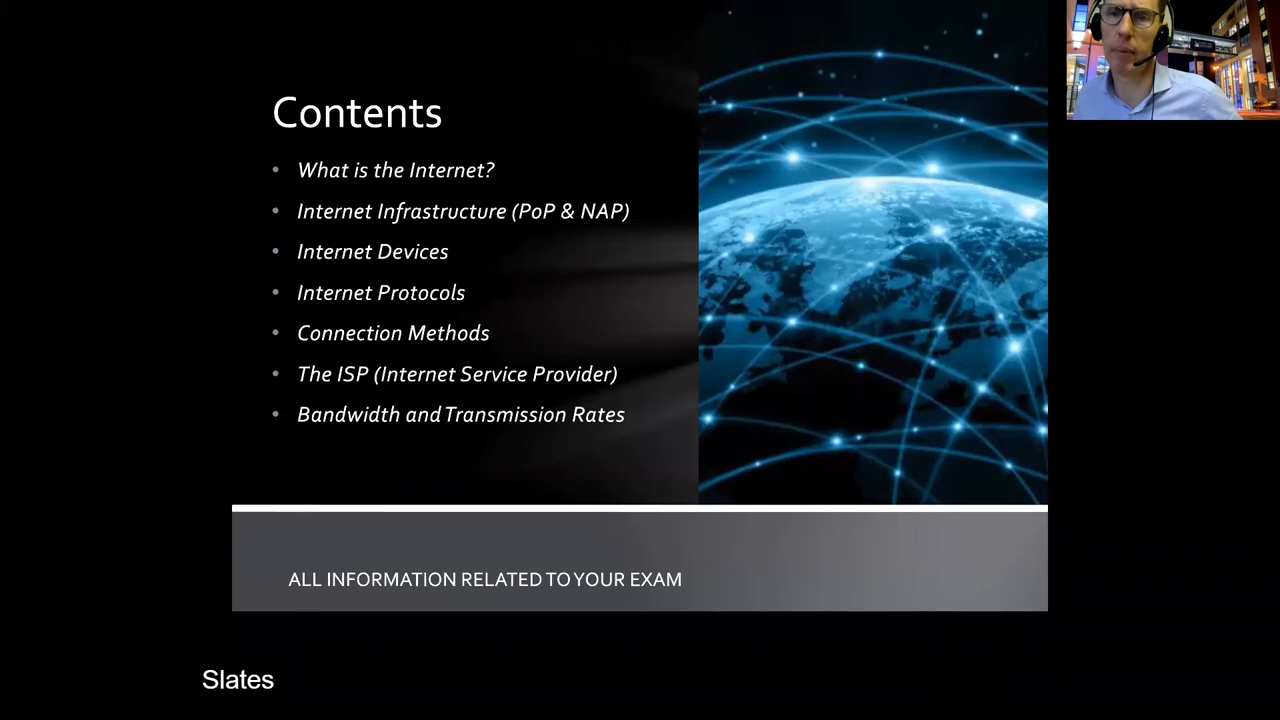 Contents
• What is the Internet?
• Internet Infrastructure (PoP & NAP)
• Internet Devices
• Internet Protocols
• Connection Methods
• The ISP (Internet Service Provider)
• Bandwidth and Transmission Rates
ALL INFORMATION RELATED TO YOUR EXAM
Slates